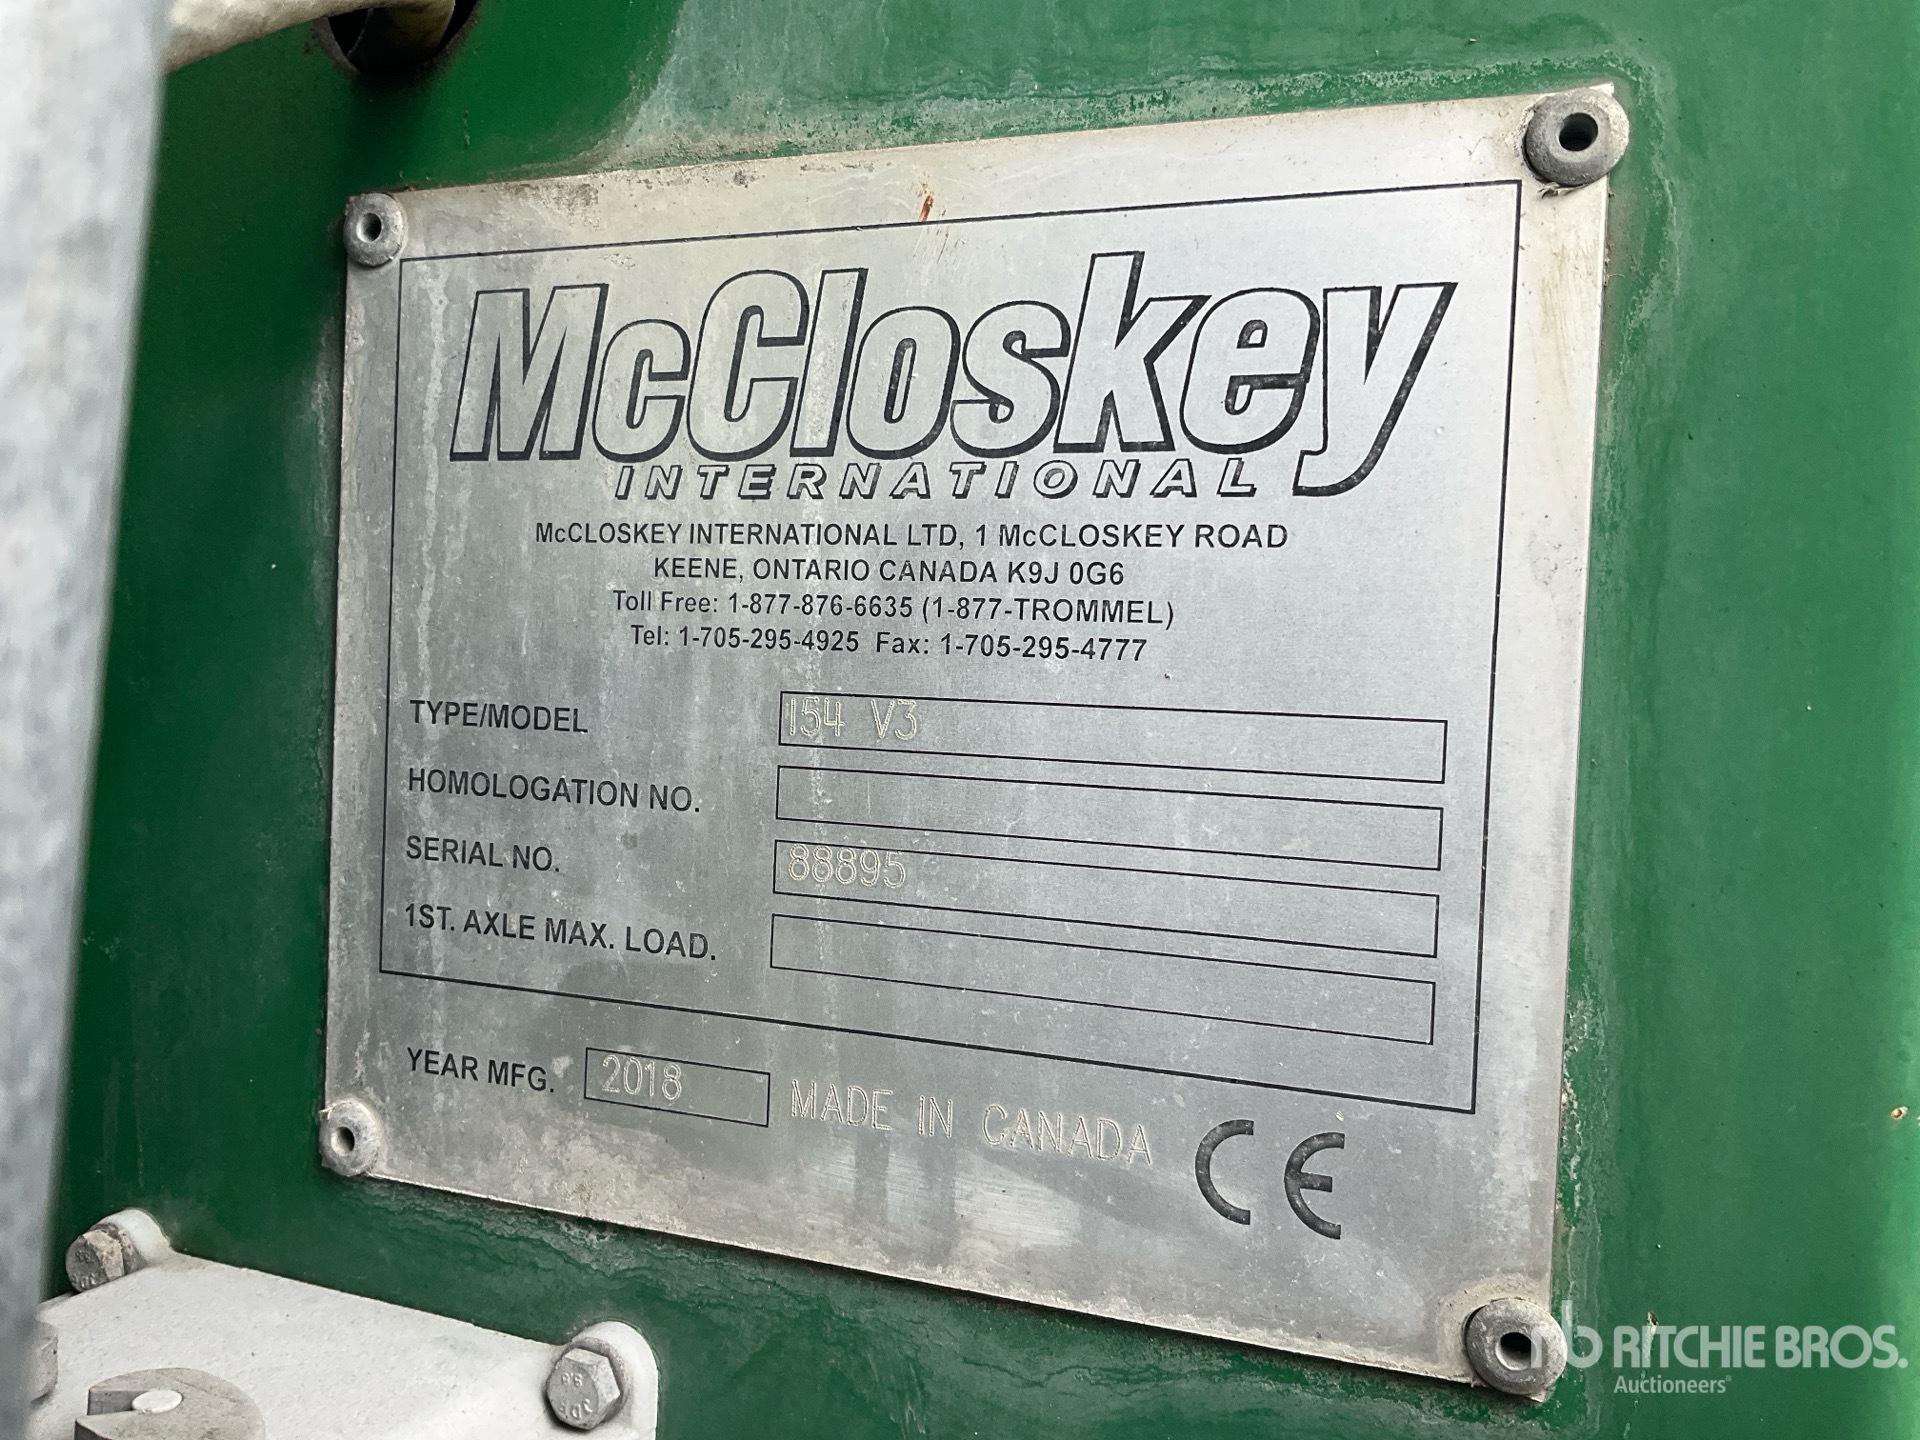 McCloskey
INTERNATIONAL
McCLOSKEY INTERNATIONAL LTD, 1 McCLOSKEY ROAD
KEENE, ONTARIO CANADA K9J 0G6
Toll Free: 1-877-876-6635 (1-877-TROMMEL)
Tel: 1-705-295-4925 Fax: 1-705-295-4777
TYPE/MODEL I54 V3
HOMOLOGATION NO.
SERIAL NO. 88895
1ST. AXLE MAX. LOAD.
YEAR MFG. 2018 MADE IN CANADA CE
rb RITCHIE BROS.
Auctioneers